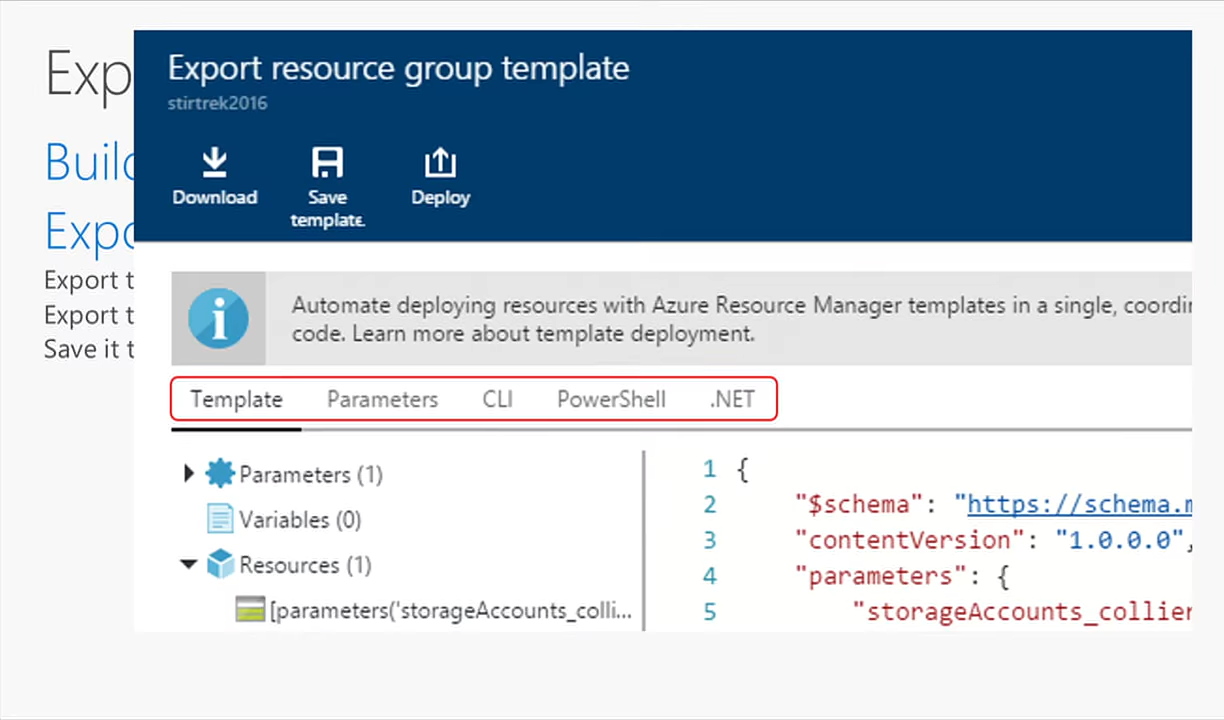 Exp
Build
Expo
Export t
Export t
Save it t
Export resource group template
stirtrek2016
Download
Save
template
Deploy
Automate deploying resources with Azure Resource Manager templates in a single, coordi
code. Learn more about template deployment.
Template Parameters CLI PowerShell .NET
Parameters (1)
Variables (0)
Resources (1)
[parameters('storageAccounts_colli...
1 {
2 "$schema": "https://schema.m
3 "contentVersion": "1.0.0.0",
4 "parameters": {
5 "storageAccounts_collier